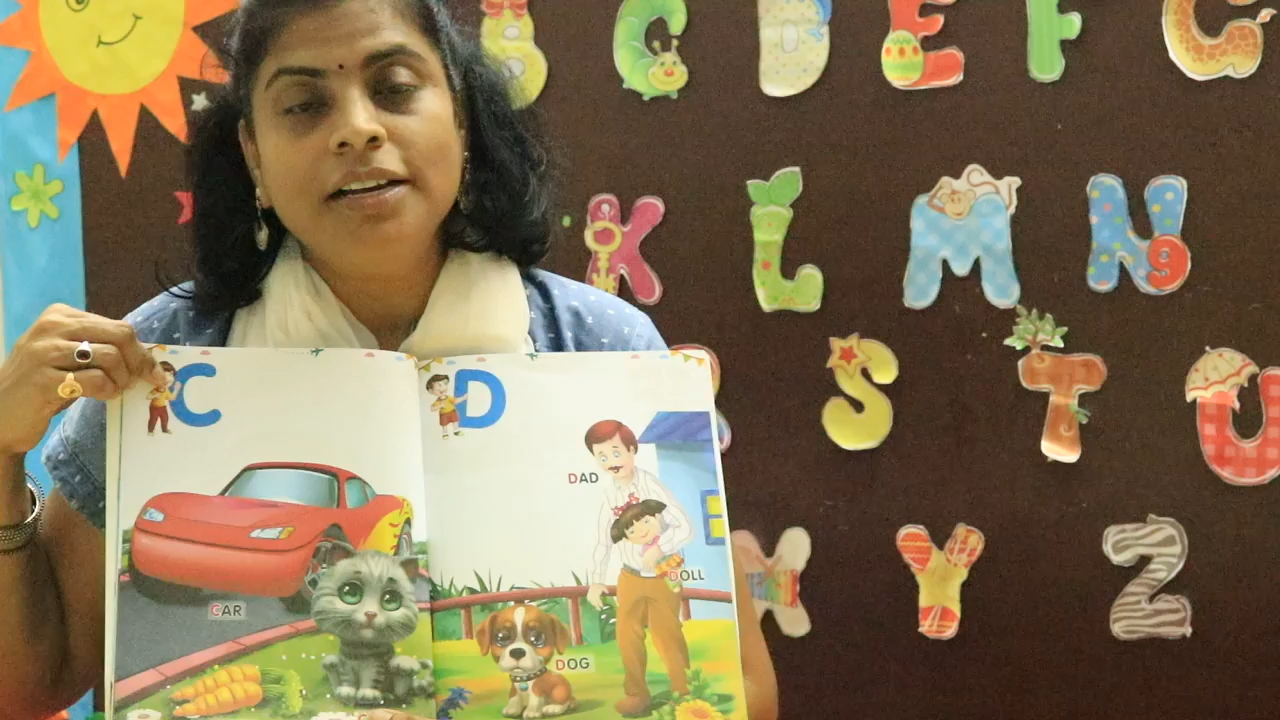 B C D E F G
K L M N
S T U
X Y Z
C
D
DAD
DOLL
CAR
DOG